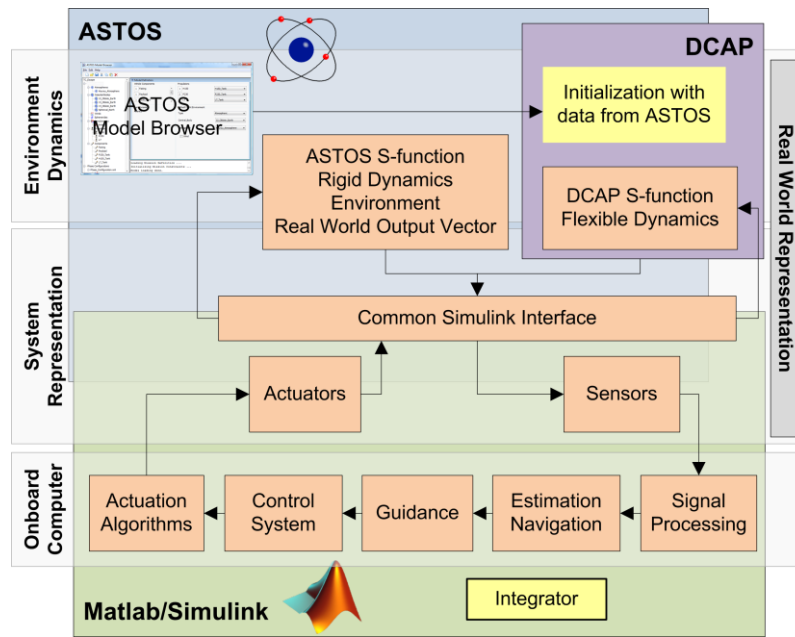 ASTOS
DCAP
ASTOS
Model Browser
Initialization with
data from ASTOS
Environment
Dynamics
ASTOS S-function
Rigid Dynamics
Environment
Real World Output Vector
DCAP S-function
Flexible Dynamics
Real World Representation
System
Representation
Common Simulink Interface
Actuators
Sensors
Onboard
Computer
Actuation
Algorithms
Control
System
Guidance
Estimation
Navigation
Signal
Processing
Matlab/Simulink
Integrator